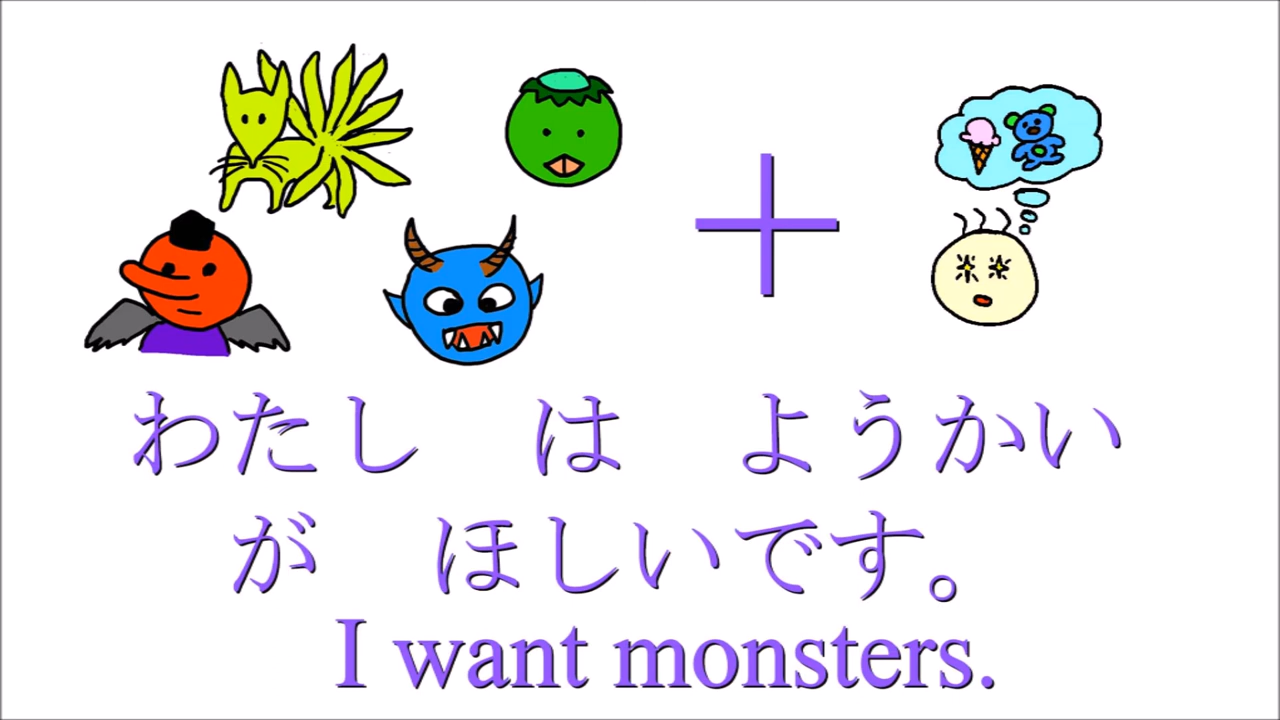 わたし　は　ようかい
が　ほしいです。
I want monsters.